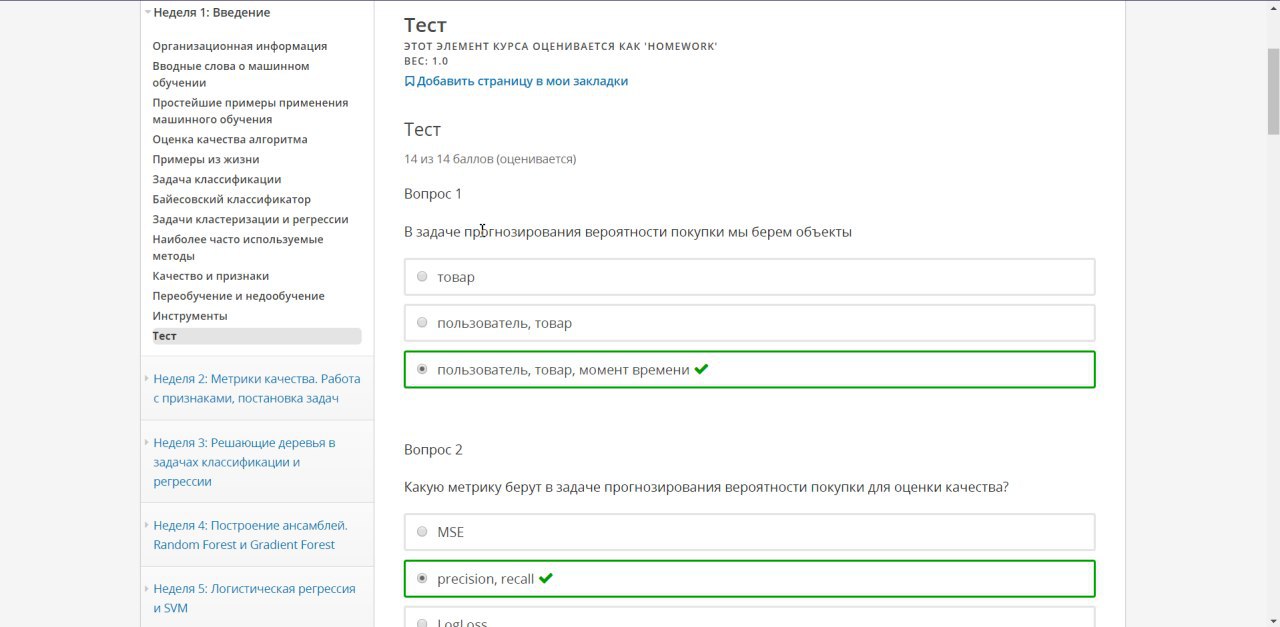 Неделя 1: Введение
Организационная информация
Вводные слова о машинном
обучении
Простейшие примеры применения
машинного обучения
Оценка качества алгоритма
Примеры из жизни
Задача классификации
Байесовский классификатор
Задачи кластеризации и регрессии
Наиболее часто используемые
методы
Качество и признаки
Переобучение и недообучение
Инструменты
Тест
Неделя 2: Метрики качества. Работа
с признаками, постановка задач
Неделя 3: Решающие деревья в
задачах классификации и
регрессии
Неделя 4: Построение ансамблей.
Random Forest и Gradient Forest
Неделя 5: Логистическая регрессия
и SVM
Тест
ЭТОТ ЭЛЕМЕНТ КУРСА ОЦЕНИВАЕТСЯ КАК 'HOMEWORK'
ВЕС: 1.0
Добавить страницу в мои закладки
Тест
14 из 14 баллов (оценивается)
Вопрос 1
В задаче прогнозирования вероятности покупки мы берем объекты
товар
пользователь, товар
пользователь, товар, момент времени
Вопрос 2
Какую метрику берут в задаче прогнозирования вероятности покупки для оценки качества?
MSE
precision, recall
LogLoss